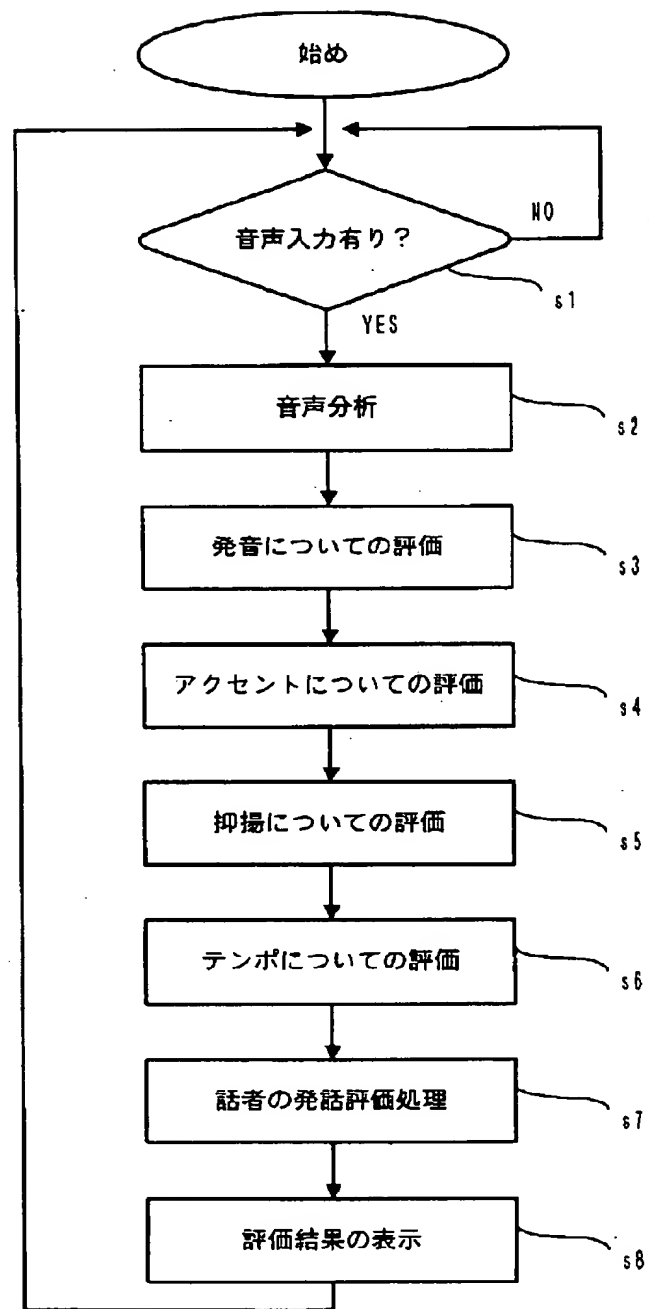 始め
音声入力有り？
NO
s1
YES
音声分析
s2
発音についての評価
s3
アクセントについての評価
s4
抑揚についての評価
s5
テンポについての評価
s6
話者の発話評価処理
s7
評価結果の表示
s8